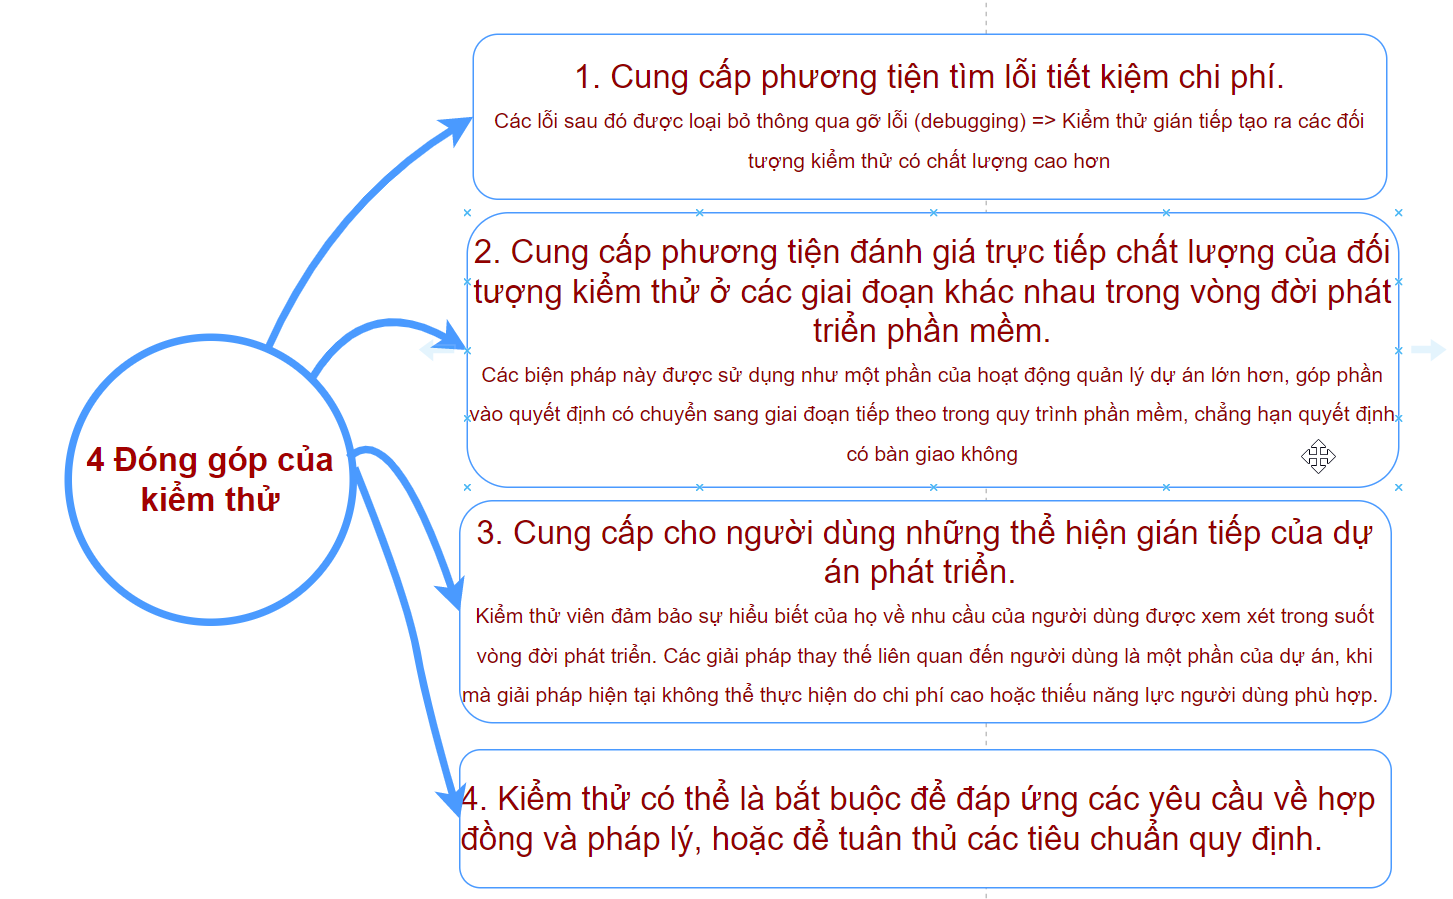 4 Đóng góp của
kiểm thử
1. Cung cấp phương tiện tìm lỗi tiết kiệm chi phí.
Các lỗi sau đó được loại bỏ thông qua gỡ lỗi (debugging) => Kiểm thử gián tiếp tạo ra các đối
tượng kiểm thử có chất lượng cao hơn
2. Cung cấp phương tiện đánh giá trực tiếp chất lượng của đối
tượng kiểm thử ở các giai đoạn khác nhau trong vòng đời phát
triển phần mềm.
Các biện pháp này được sử dụng như một phần của hoạt động quản lý dự án lớn hơn, góp phần
vào quyết định có chuyển sang giai đoạn tiếp theo trong quy trình phần mềm, chẳng hạn quyết định
có bàn giao không
3. Cung cấp cho người dùng những thể hiện gián tiếp của dự
án phát triển.
Kiểm thử viên đảm bảo sự hiểu biết của họ về nhu cầu của người dùng được xem xét trong suốt
vòng đời phát triển. Các giải pháp thay thế liên quan đến người dùng là một phần của dự án, khi
mà giải pháp hiện tại không thể thực hiện do chi phí cao hoặc thiếu năng lực người dùng phù hợp.
4. Kiểm thử có thể là bắt buộc để đáp ứng các yêu cầu về hợp
đồng và pháp lý, hoặc để tuân thủ các tiêu chuẩn quy định.